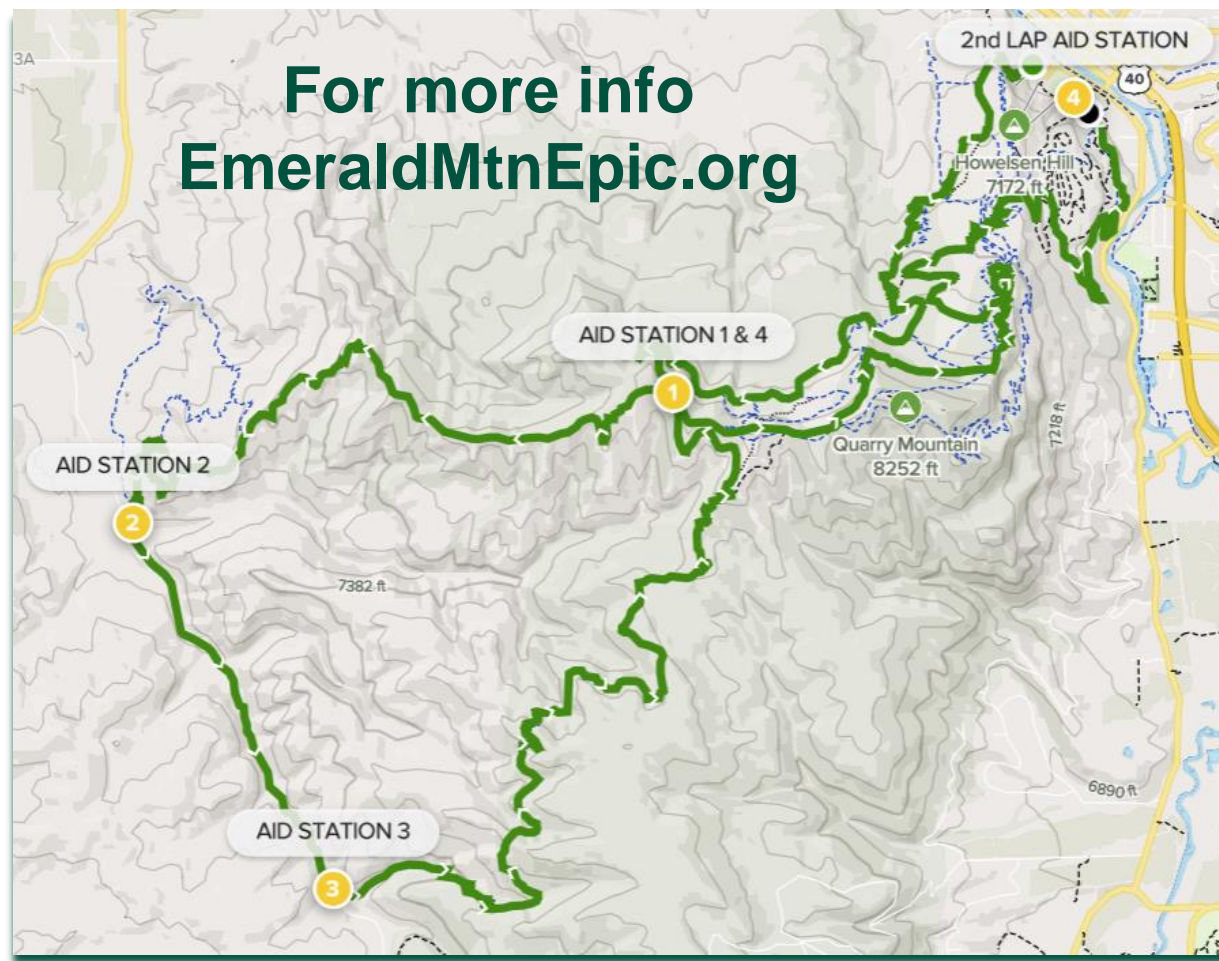 3A
For more info
EmeraldMtnEpic.org
2nd LAP AID STATION
40
4
Howelsen Hill
7172 ft
AID STATION 1 & 4
1
Quarry Mountain
8252 ft
7218 ft
AID STATION 2
2
7382 ft
6890 ft
AID STATION 3
3